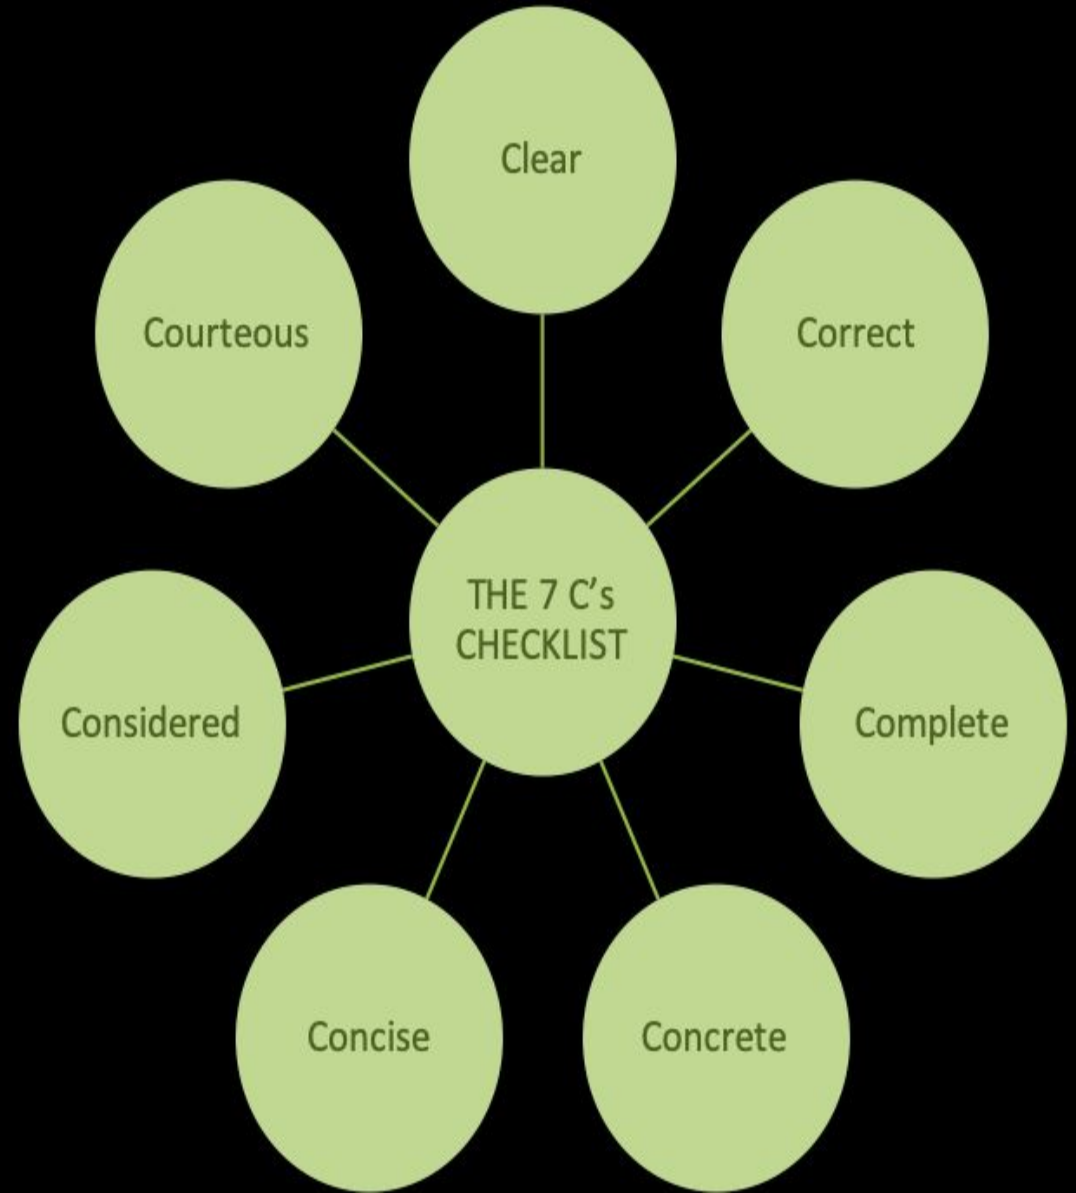 Clear
Correct
Complete
Concrete
Concise
Considered
Courteous
THE 7 C’s
CHECKLIST